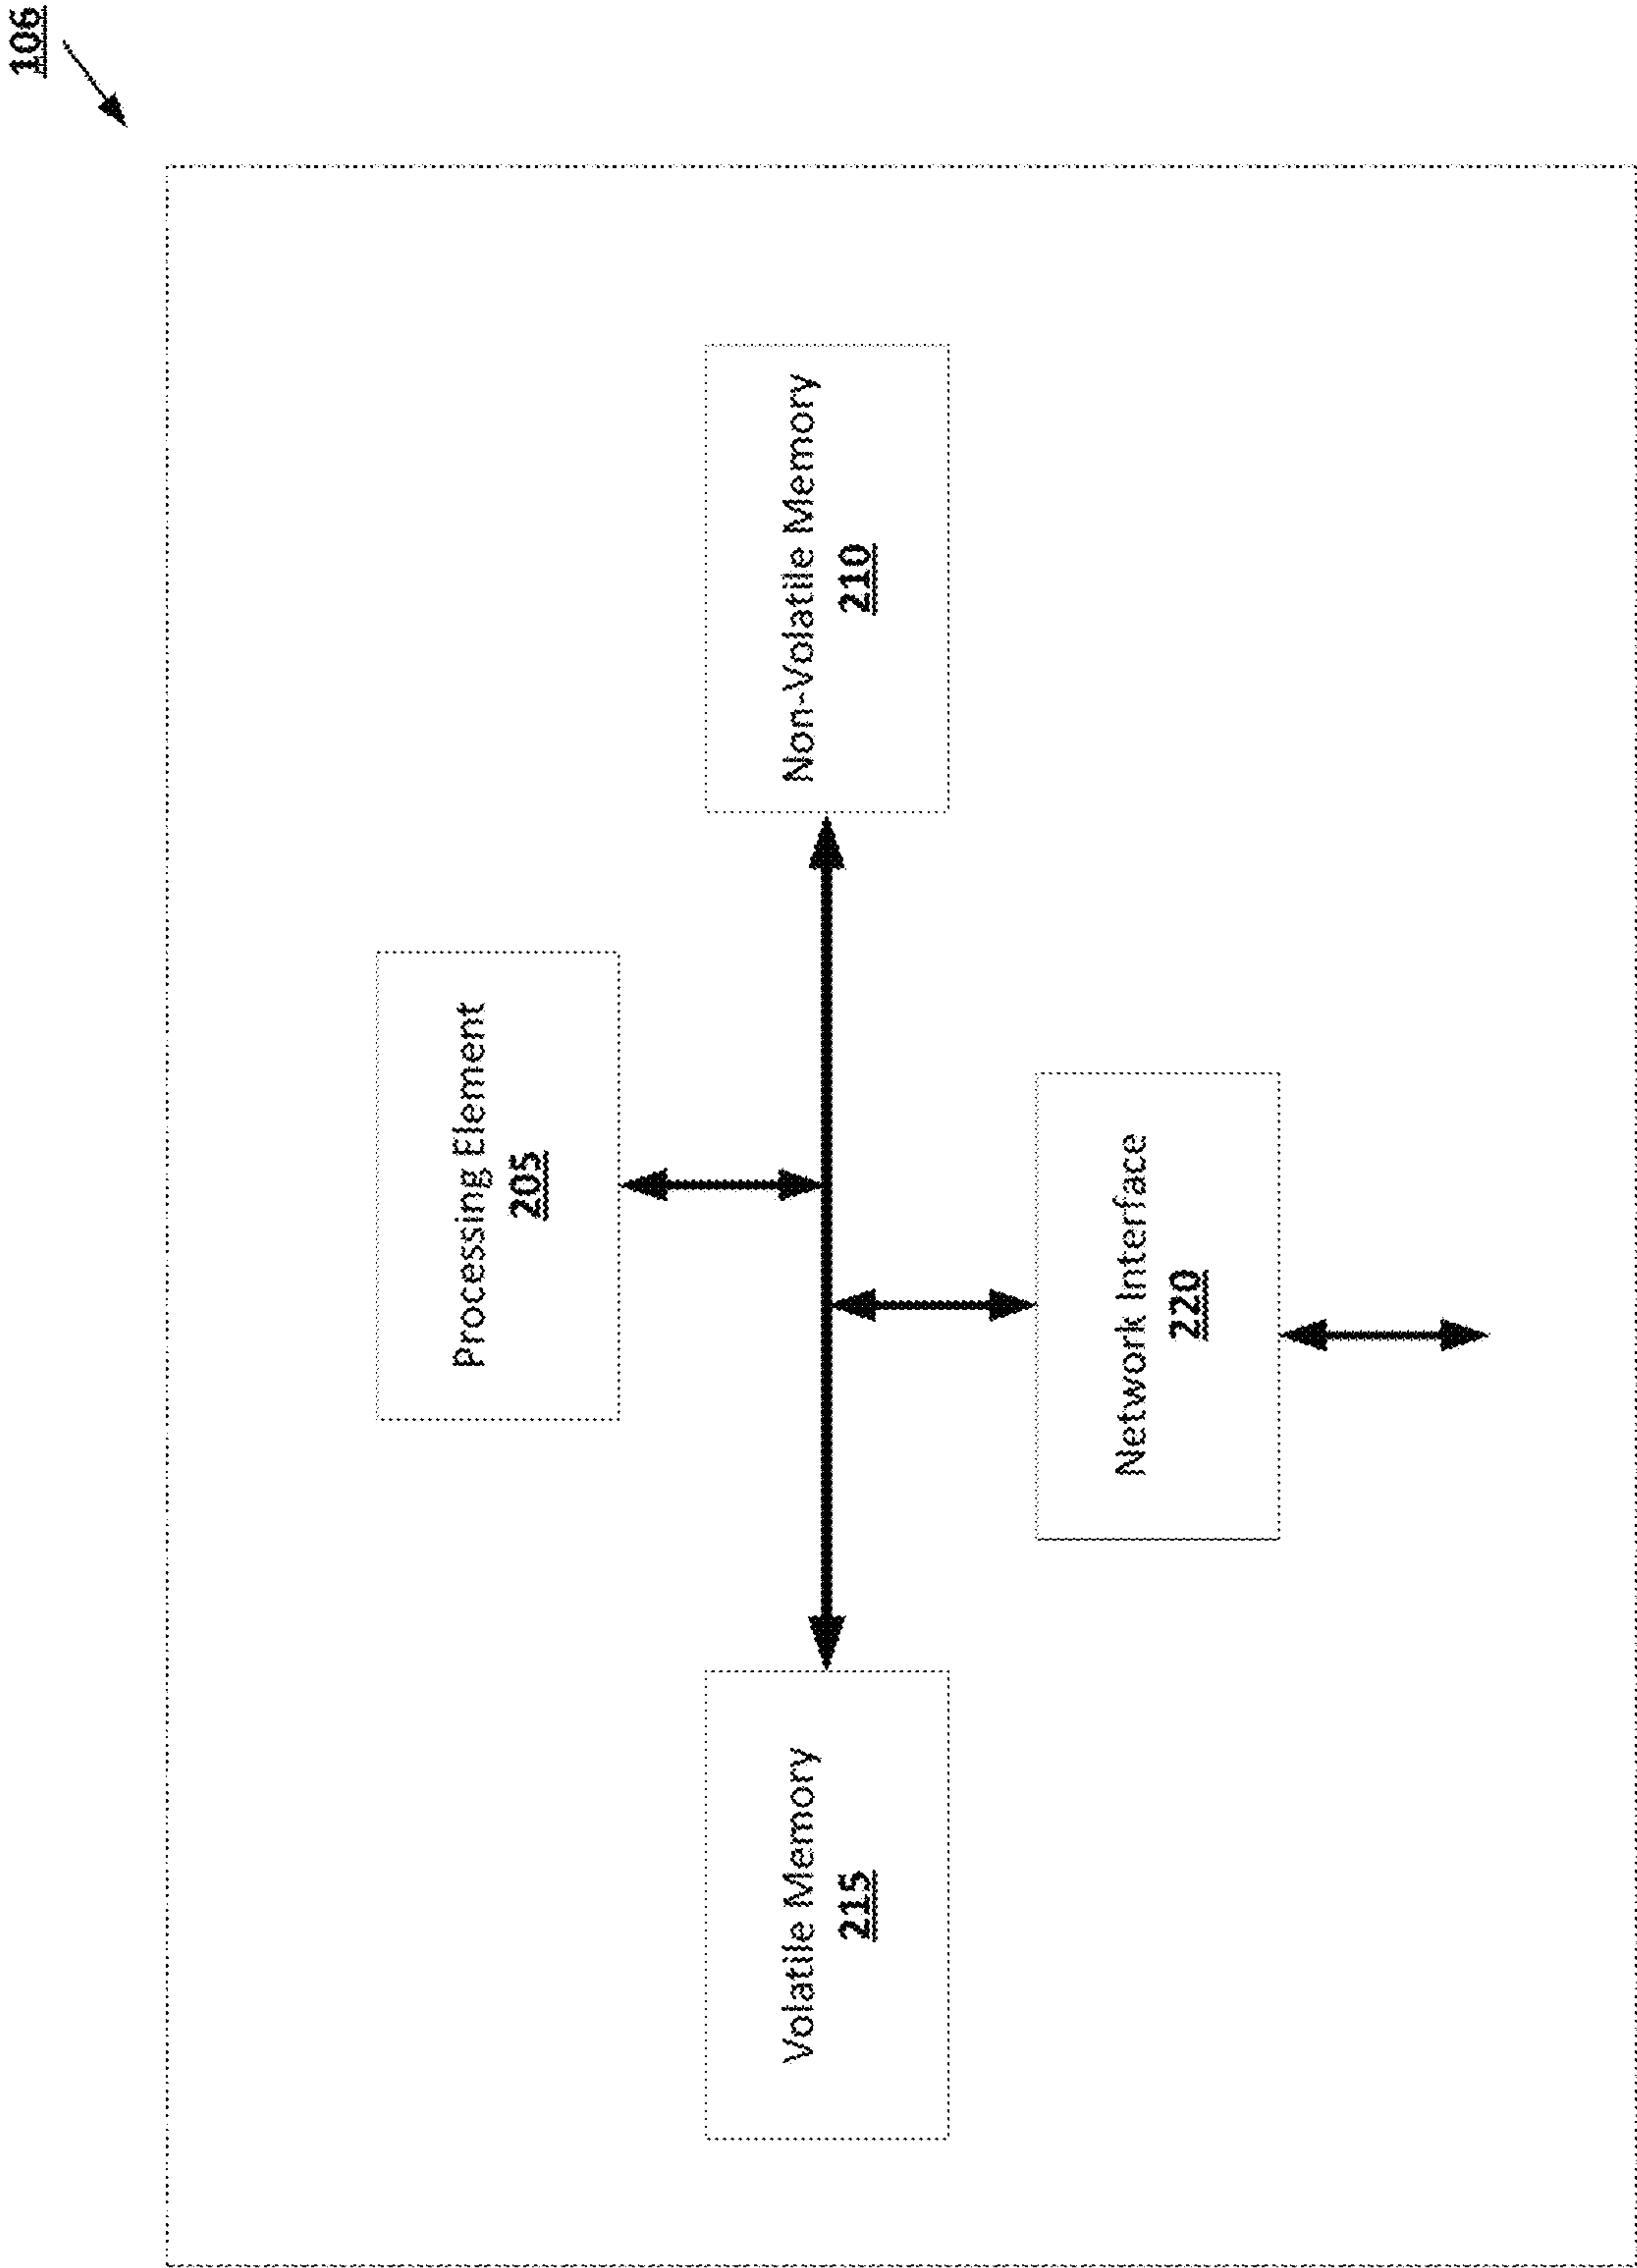 106
Processing Element
205
Volatile Memory
215
Non-Volatile Memory
210
Network Interface
220